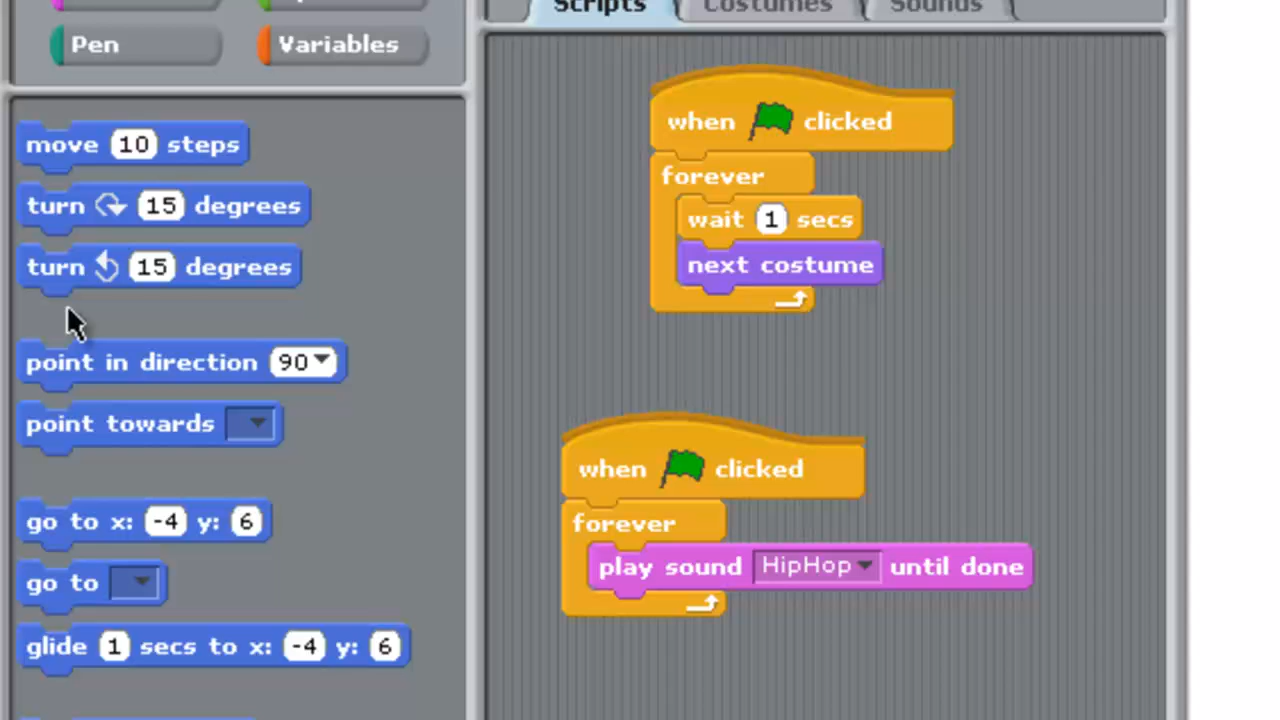 Scripts Costumes Sounds
Pen Variables
move 10 steps
turn 15 degrees
turn 15 degrees
point in direction 90
point towards
go to x: -4 y: 6
go to
glide 1 secs to x: -4 y: 6
when clicked
forever
wait 1 secs
next costume
when clicked
forever
play sound HipHop until done